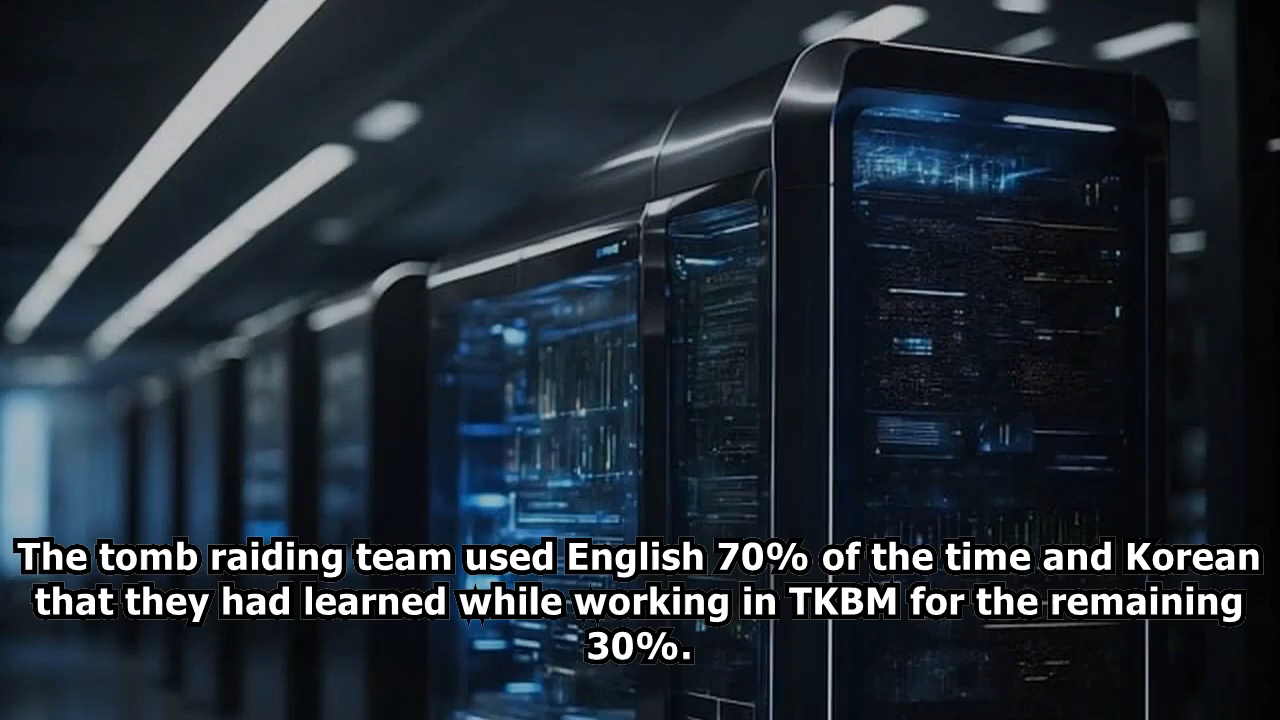 The tomb raiding team used English 70% of the time and Korean
that they had learned while working in TKBM for the remaining
30%.